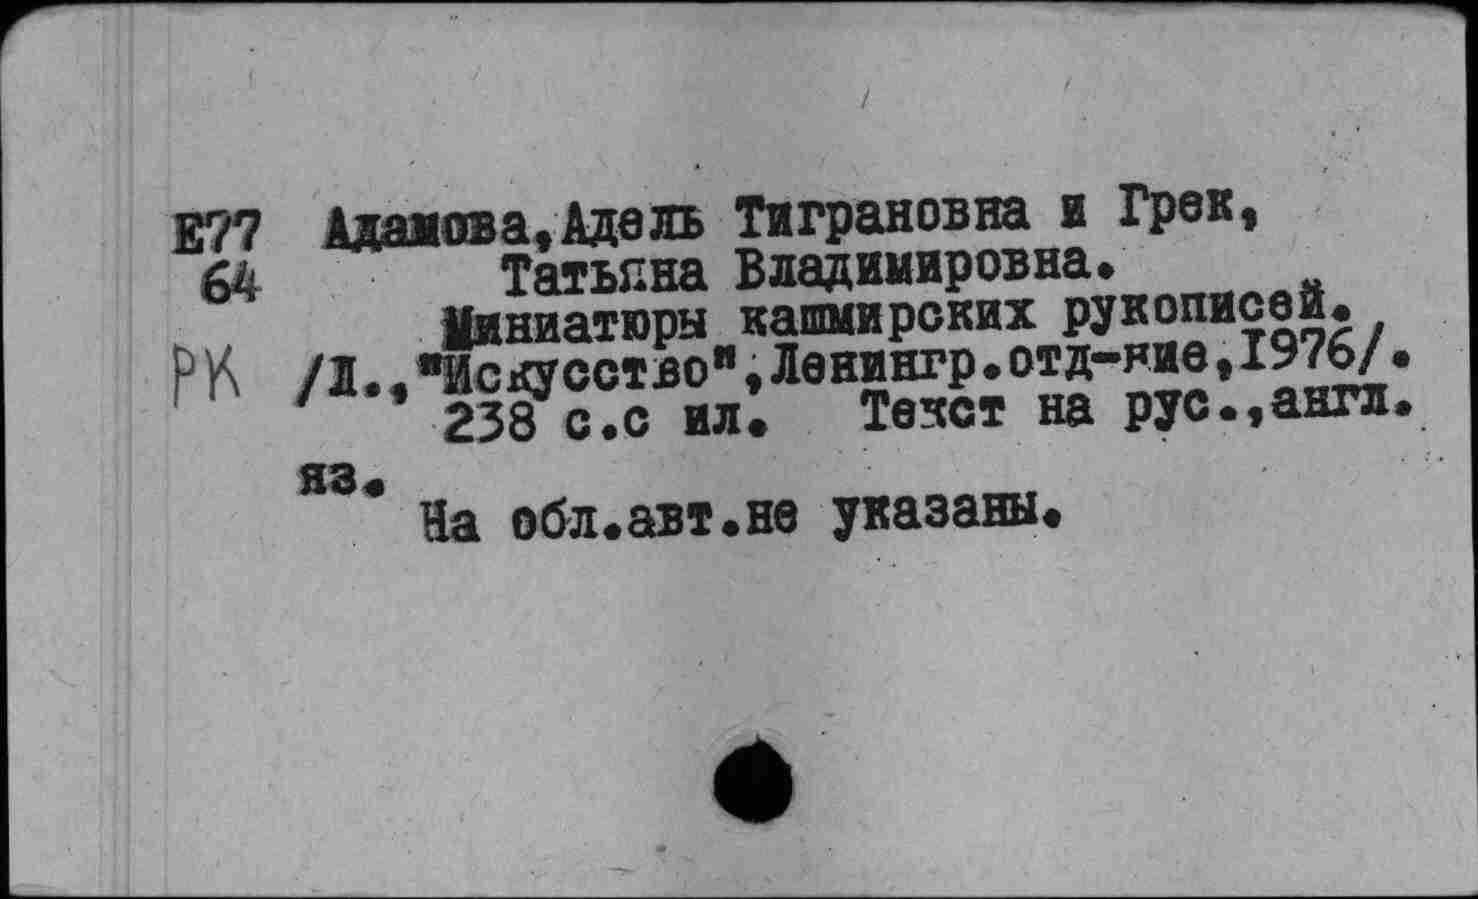 Е77 Адамова,Адель Тиграновна и Грек,
64 Татьяна Владимировна.
Миниатюры кашмирских рукописей.
РК /Л.,"Искусство",Ленингр.отд-ние,1976/.
238 с.с ил. Текст на рус.,англ.
яз.
На обл.авт.не указаны.